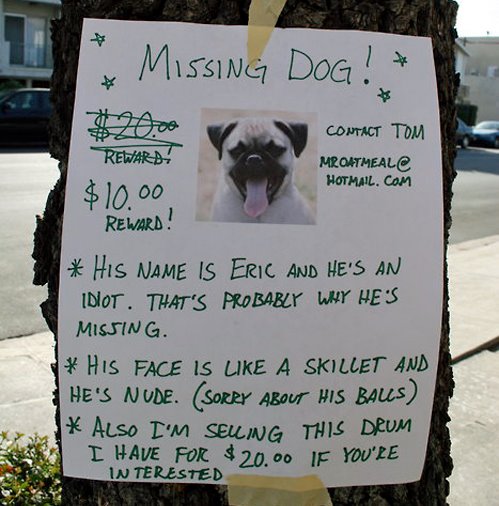 Missing Dog!
$20.00
REWARD!
$10.00
REWARD!
CONTACT TOM
MROATMEAL@
HOTMAIL.COM
* HIS NAME IS ERIC AND HE'S AN
IDIOT. THAT'S PROBABLY WHY HE'S
MISSING.
* HIS FACE IS LIKE A SKILLET AND
HE'S NUDE. (SORRY ABOUT HIS BALLS)
* ALSO I'M SELLING THIS DRUM
I HAVE FOR $20.00 IF YOU'RE
INTERESTED